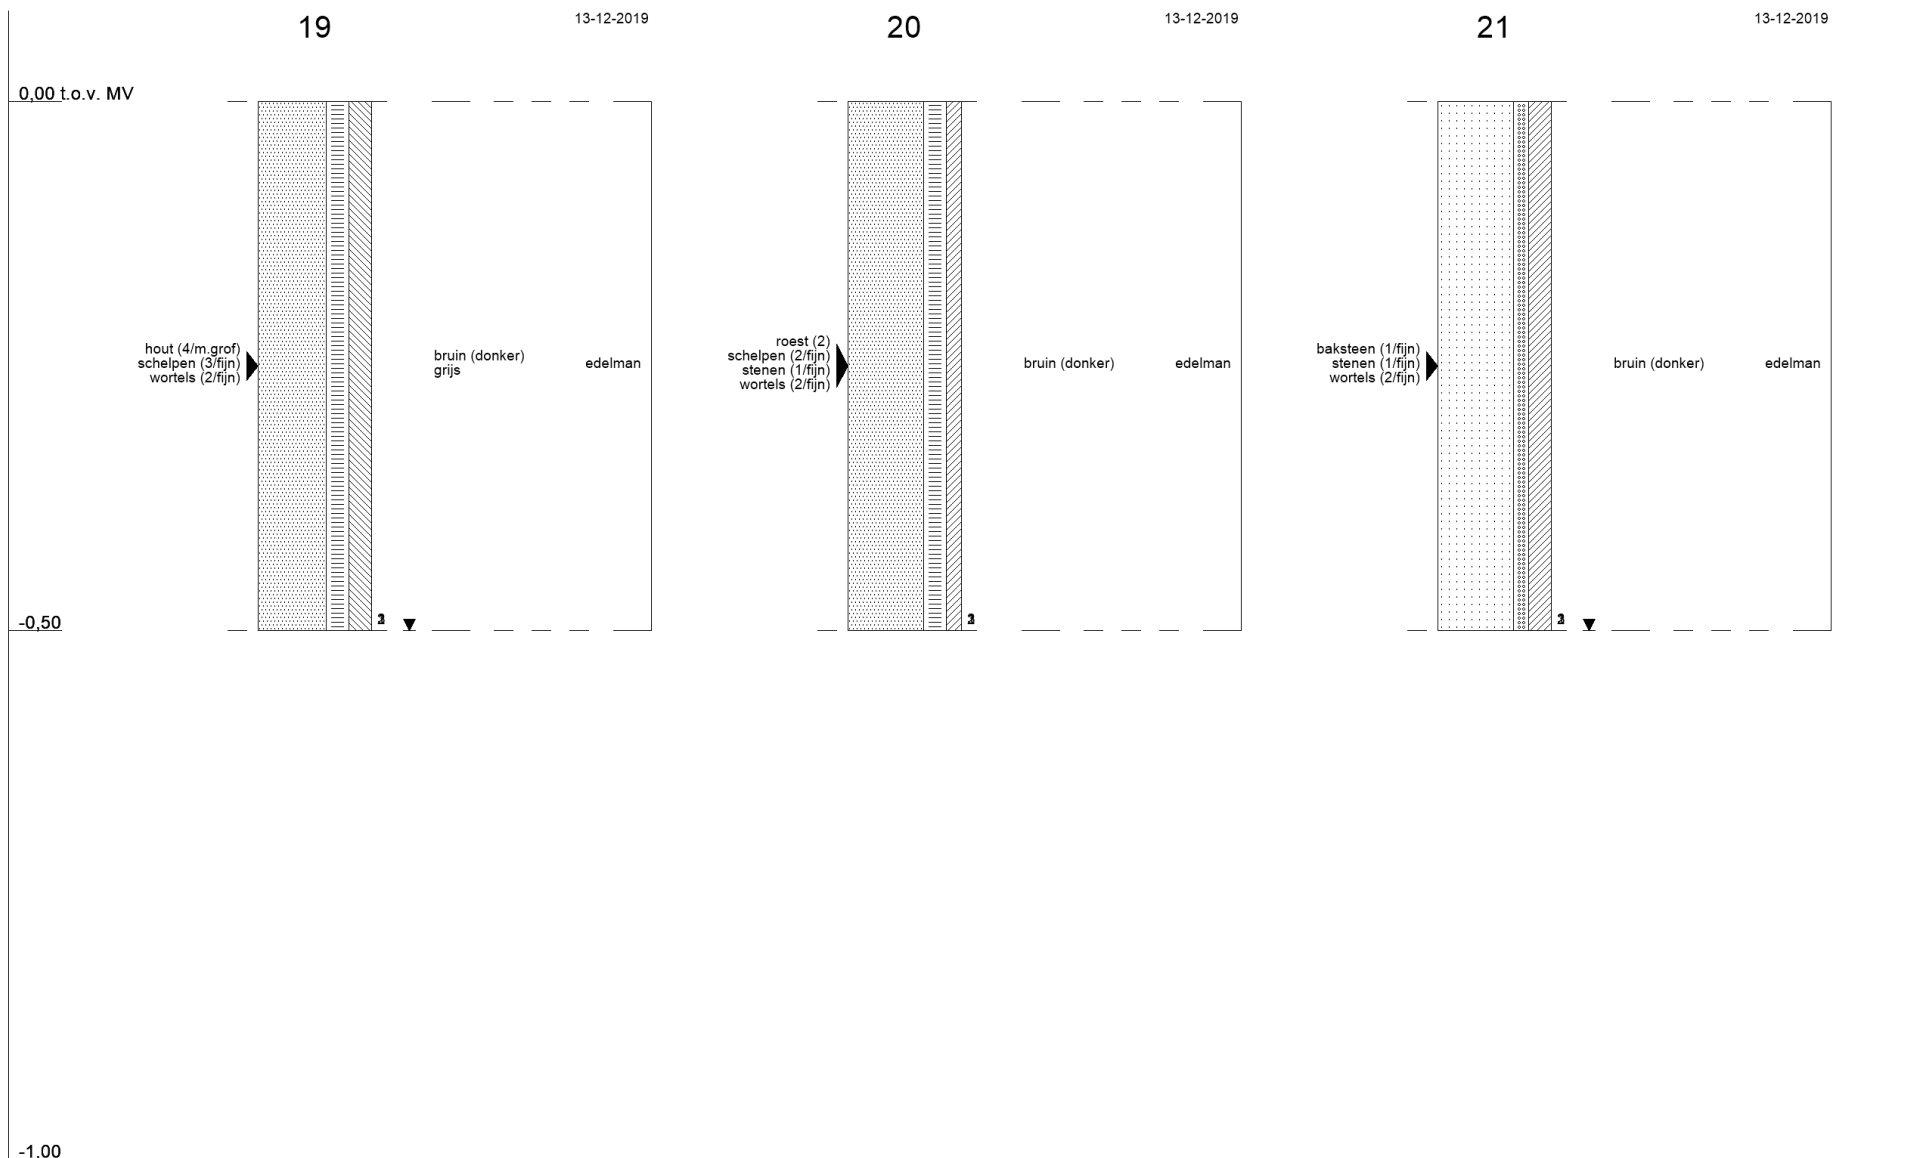 19
13-12-2019
20
13-12-2019
21
13-12-2019
0,00 t.o.v. MV
hout (4/m.grof)
schelpen (3/fijn)
wortels (2/fijn)
bruin (donker)
grijs
edelman
roest (2)
schelpen (2/fijn)
stenen (1/fijn)
wortels (2/fijn)
bruin (donker)
edelman
baksteen (1/fijn)
stenen (1/fijn)
wortels (2/fijn)
bruin (donker)
edelman
-0,50
-1,00